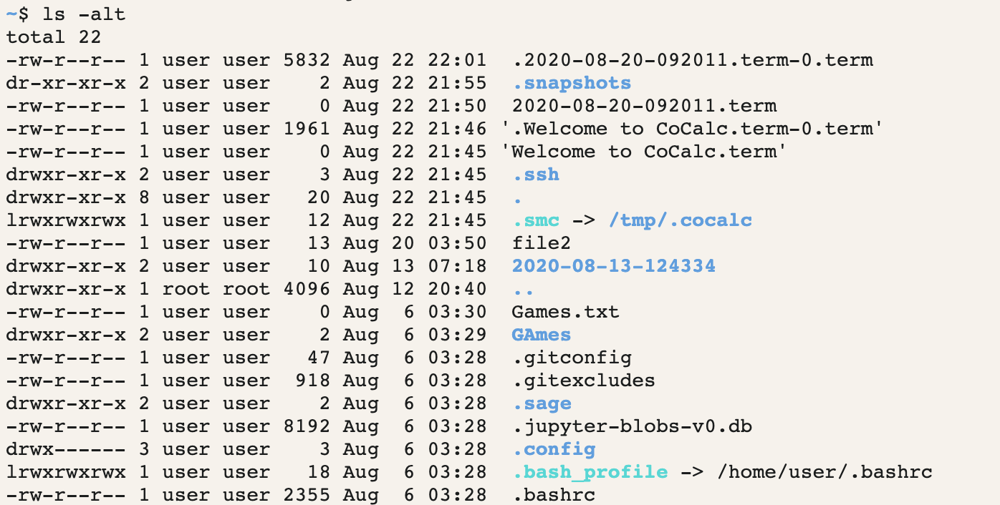 ~$ ls -alt
total 22
-rw-r--r-- 1 user user 5832 Aug 22 22:01  .2020-08-20-092011.term-0.term
dr-xr-xr-x 2 user user    2 Aug 22 21:55  .snapshots
-rw-r--r-- 1 user user    0 Aug 22 21:50  2020-08-20-092011.term
-rw-r--r-- 1 user user 1961 Aug 22 21:46 '.Welcome to CoCalc.term-0.term'
-rw-r--r-- 1 user user    0 Aug 22 21:45 'Welcome to CoCalc.term'
drwxr-xr-x 2 user user    3 Aug 22 21:45  .ssh
drwxr-xr-x 8 user user   20 Aug 22 21:45  .
lrwxrwxrwx 1 user user   12 Aug 22 21:45  .smc -> /tmp/.cocalc
-rw-r--r-- 1 user user   13 Aug 20 03:50  file2
drwxr-xr-x 2 user user   10 Aug 13 07:18  2020-08-13-124334
drwxr-xr-x 1 root root 4096 Aug 12 20:40  ..
-rw-r--r-- 1 user user    0 Aug  6 03:30  Games.txt
drwxr-xr-x 2 user user    2 Aug  6 03:29  GAmes
-rw-r--r-- 1 user user   47 Aug  6 03:28  .gitconfig
-rw-r--r-- 1 user user  918 Aug  6 03:28  .gitexcludes
drwxr-xr-x 2 user user    2 Aug  6 03:28  .sage
-rw-r--r-- 1 user user 8192 Aug  6 03:28  .jupyter-blobs-v0.db
drwx------ 3 user user    3 Aug  6 03:28  .config
lrwxrwxrwx 1 user user   18 Aug  6 03:28  .bash_profile -> /home/user/.bashrc
-rw-r--r-- 1 user user 2355 Aug  6 03:28  .bashrc